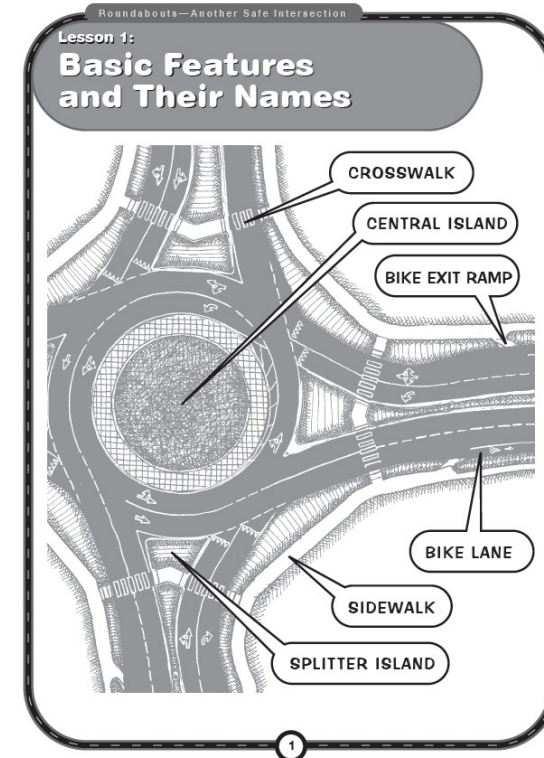 Roundabouts—Another Safe Intersection
Lesson 1:
Basic Features
and Their Names
CROSSWALK
CENTRAL ISLAND
BIKE EXIT RAMP
BIKE LANE
SIDEWALK
SPLITTER ISLAND
1